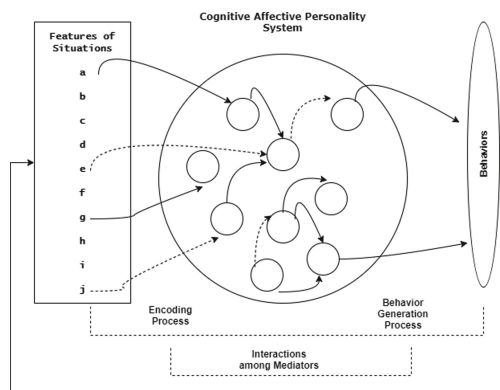 Cognitive Affective Personality
System
Features of
Situations
a
b
c
d
e
f
g
h
i
j
Behaviors
Encoding
Process
Behavior
Generation
Process
Interactions
among Mediators